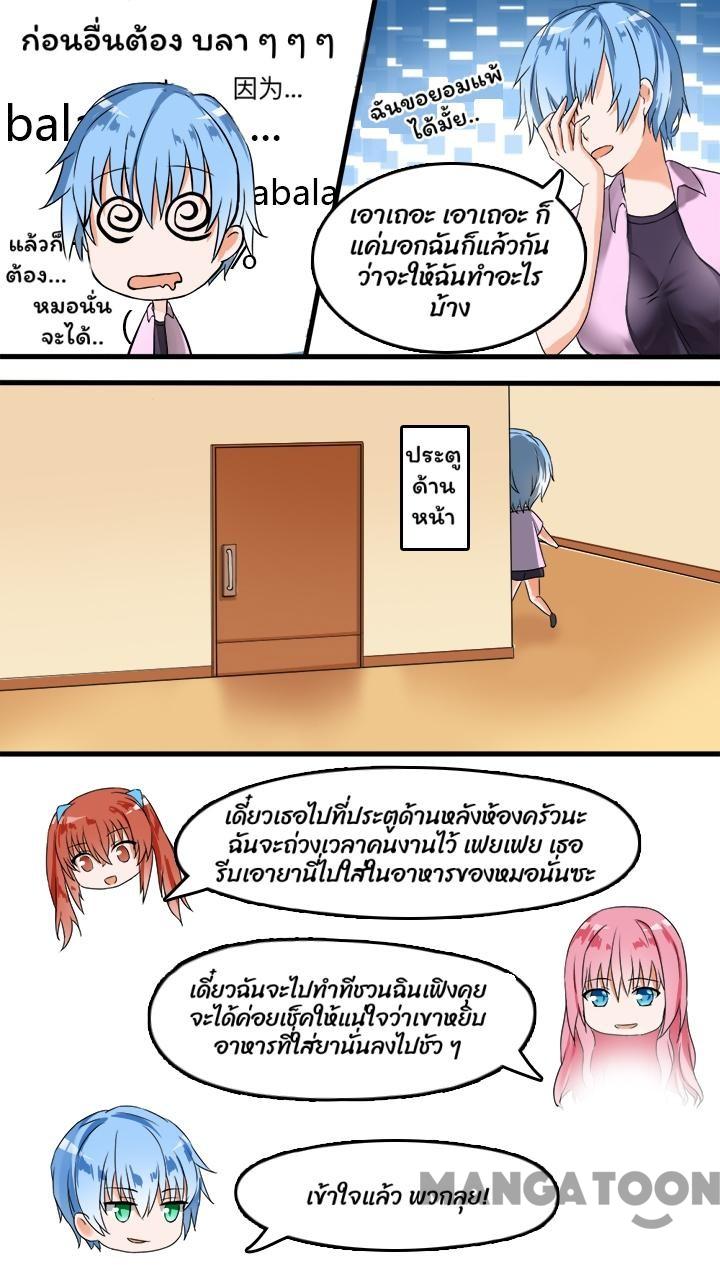 ก่อนอื่นต้อง บลา ๆ ๆ ๆ
因为...
bala
...
abala
แล้วก็
ต้อง...
หมอนั่น
จะได้..
ฉันขอยอมแพ้
ได้มั้ย..
เอาเถอะ เอาเถอะ ก็
แค่บอกฉันก็แล้วกัน
ว่าจะให้ฉันทำอะไร
บ้าง
ประตู
ด้าน
หน้า
เดี๋ยวเธอไปที่ประตูด้านหลังห้องครัวนะ
ฉันจะถ่วงเวลาคนงานไว้ เฟยเฟย เธอ
รีบเอายานี่ไปใส่ในอาหารของหมอนั่นซะ
เดี๋ยวฉันจะไปทำทีชวนฉินเฟิงคุย
จะได้ค่อยเช็คให้แน่ใจว่าเขาหยิบ
อาหารที่ใส่ยานั่นลงไปชัว ๆ
เข้าใจแล้ว พวกลุย!
MANGATOON